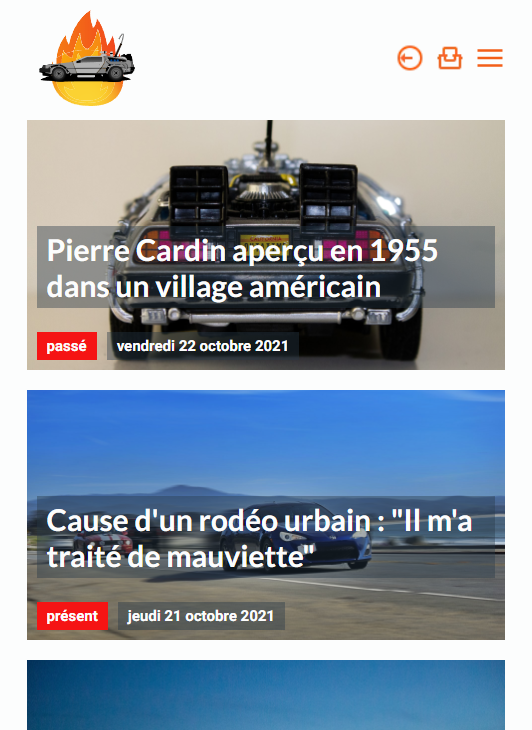 Pierre Cardin aperçu en 1955
dans un village américain
passé
vendredi 22 octobre 2021
Cause d'un rodéo urbain : "Il m'a
traité de mauviette"
présent
jeudi 21 octobre 2021